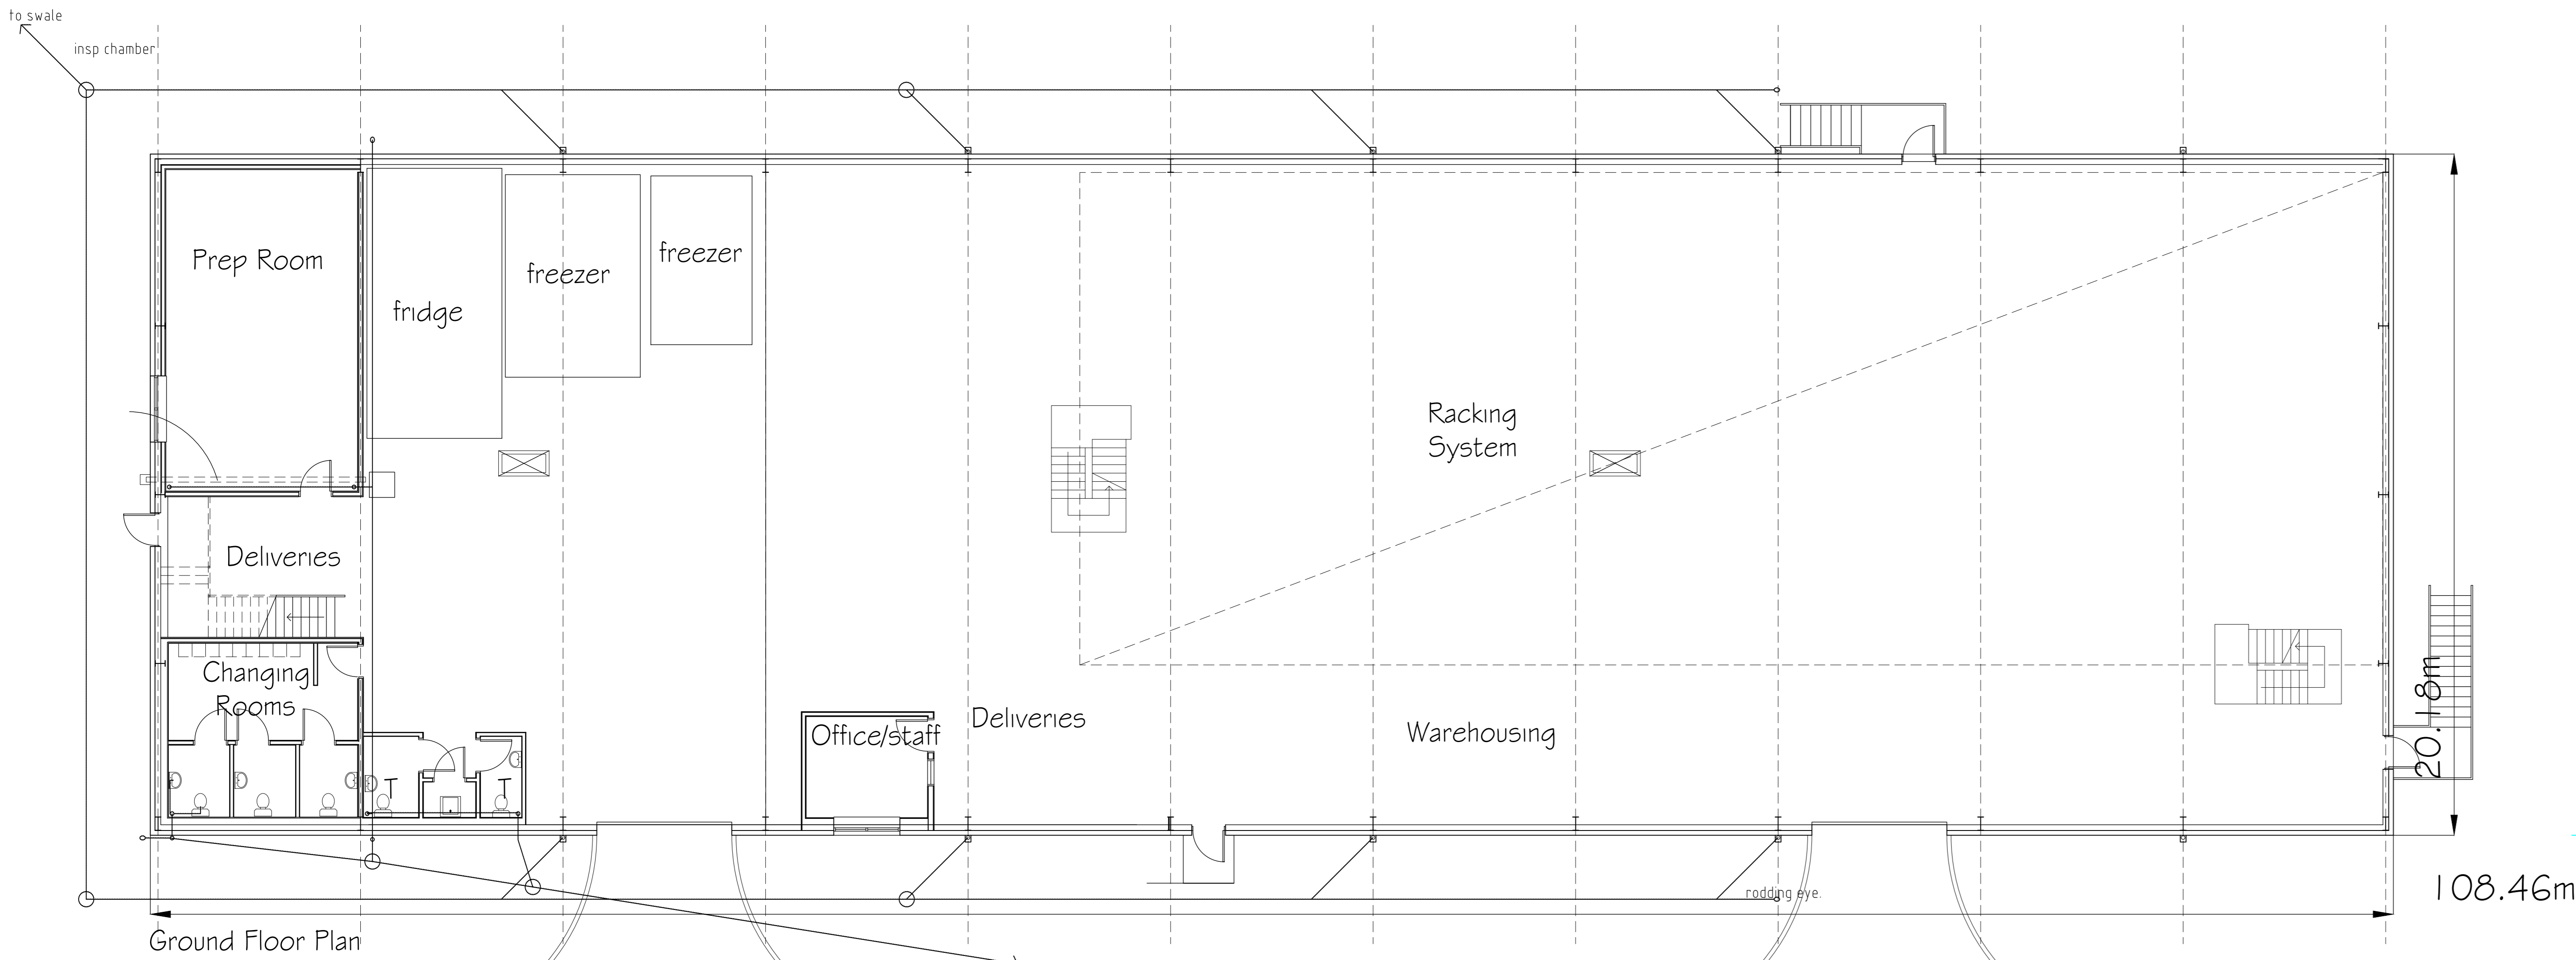 to swale
insp chamber
Prep Room
fridge
freezer
freezer
Racking
System
Deliveries
Changing
Rooms
Office/staff
Deliveries
Warehousing
20.18m
108.46m
rodding eye.
Ground Floor Plan